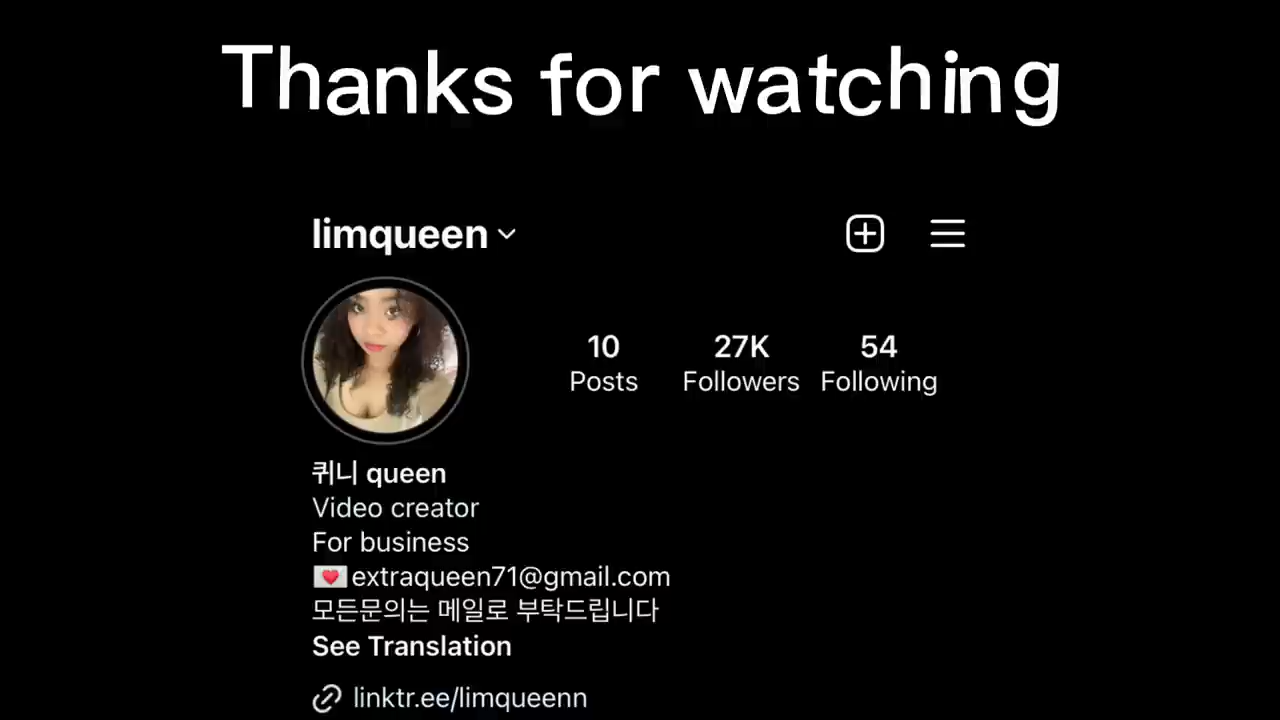 Thanks for watching
limqueen
10 27K 54
Posts Followers Following
퀴니 queen
Video creator
For business
💌extraqueen71@gmail.com
모든문의는 메일로 부탁드립니다
See Translation
linktr.ee/limqueenn